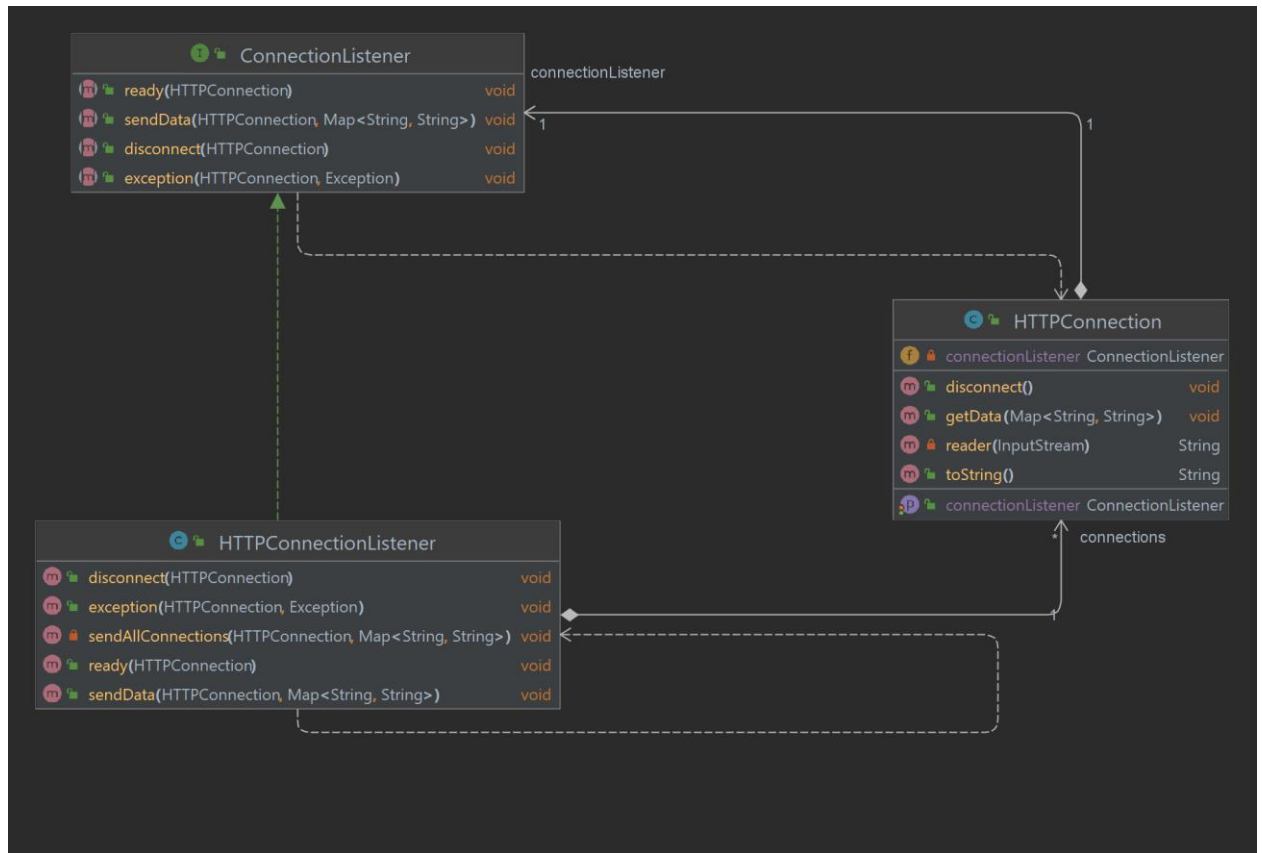 ConnectionListener
ready(HTTPConnection) void
sendData(HTTPConnection, Map<String, String>) void
disconnect(HTTPConnection) void
exception(HTTPConnection, Exception) void
connectionListener
1
1
HTTPConnection
connectionListener ConnectionListener
disconnect() void
getData(Map<String, String>) void
reader(InputStream) String
toString() String
connectionListener ConnectionListener
* connections
1
HTTPConnectionListener
disconnect(HTTPConnection) void
exception(HTTPConnection, Exception) void
sendAllConnections(HTTPConnection, Map<String, String>) void
ready(HTTPConnection) void
sendData(HTTPConnection, Map<String, String>) void